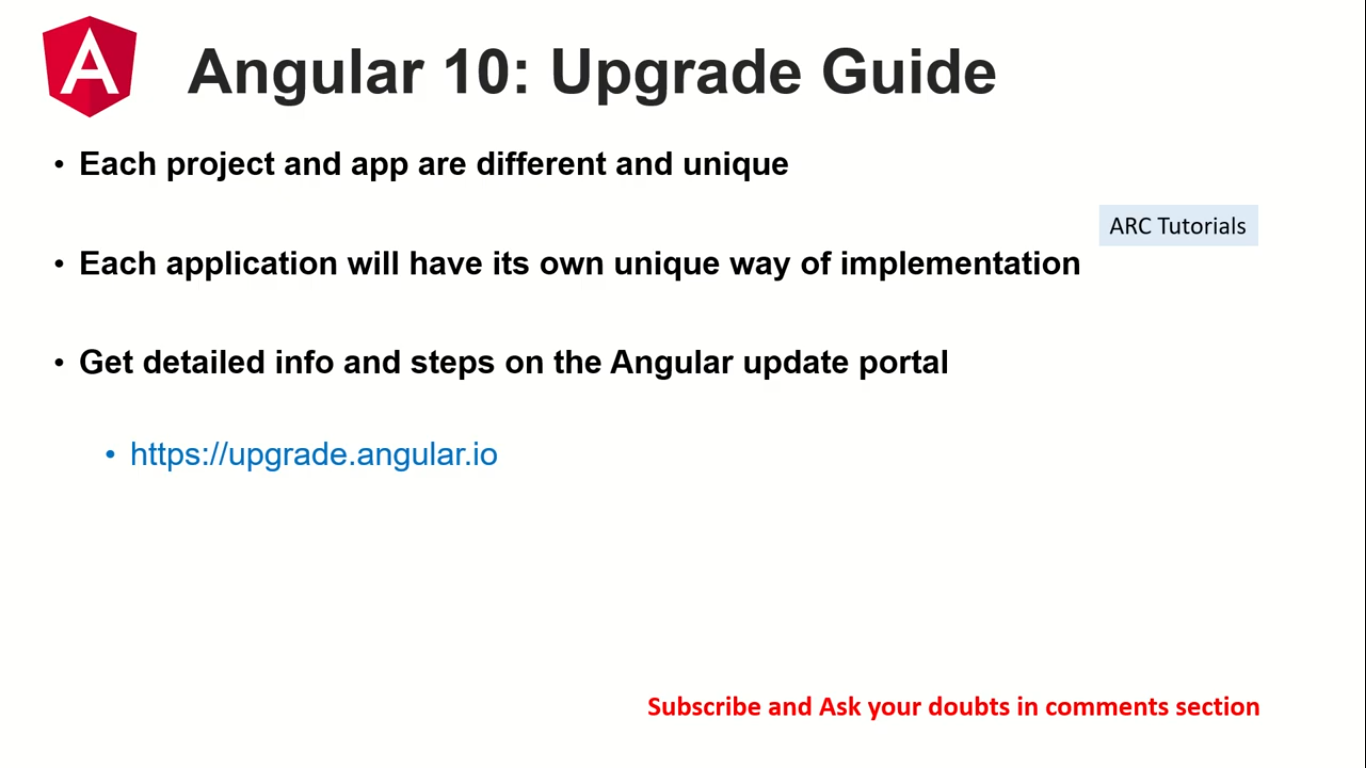 Angular 10: Upgrade Guide
• Each project and app are different and unique
ARC Tutorials
• Each application will have its own unique way of implementation
• Get detailed info and steps on the Angular update portal
• https://upgrade.angular.io
Subscribe and Ask your doubts in comments section